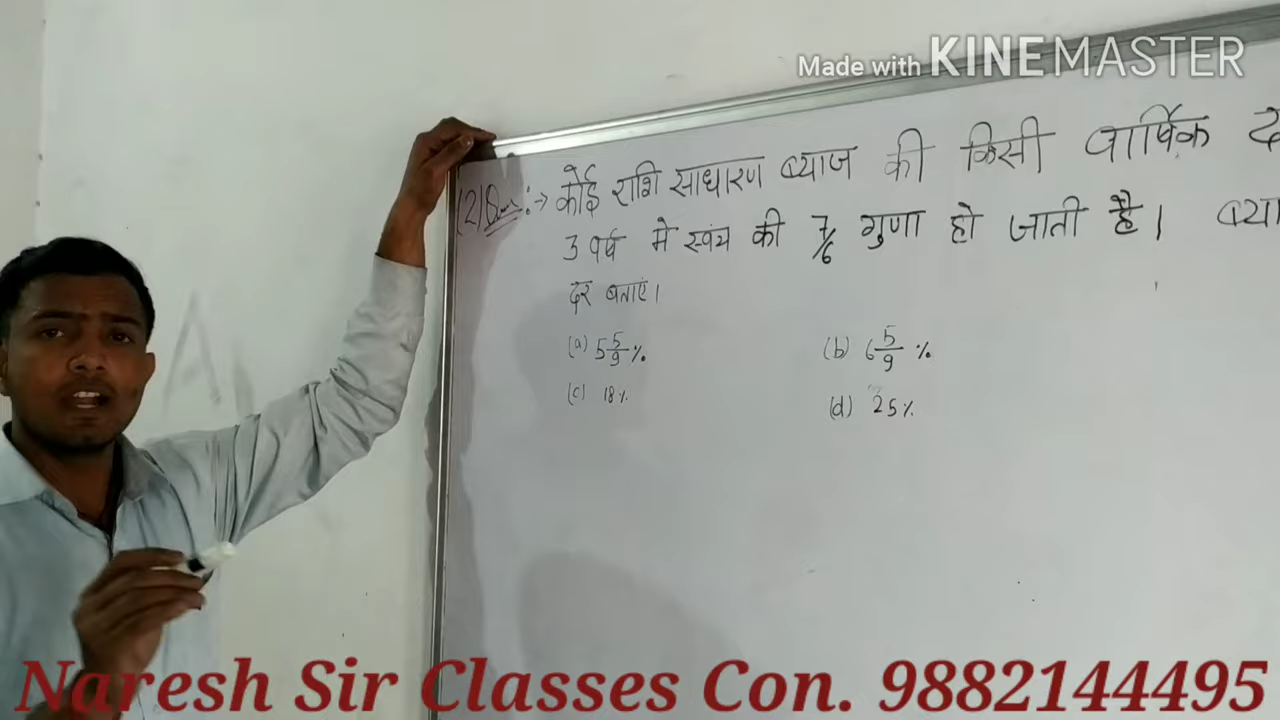 Made with KINEMASTER
(2) Que :→ कोई राशि साधारण ब्याज की किसी वार्षिक द
3 वर्ष मे स्वंय की 7/6 गुणा हो जाती है। ब्या
दर बताएं।
(a) 5 5/9 % (b) 6 5/9 %
(c) 18% (d) 25%
Naresh Sir Classes Con. 9882144495